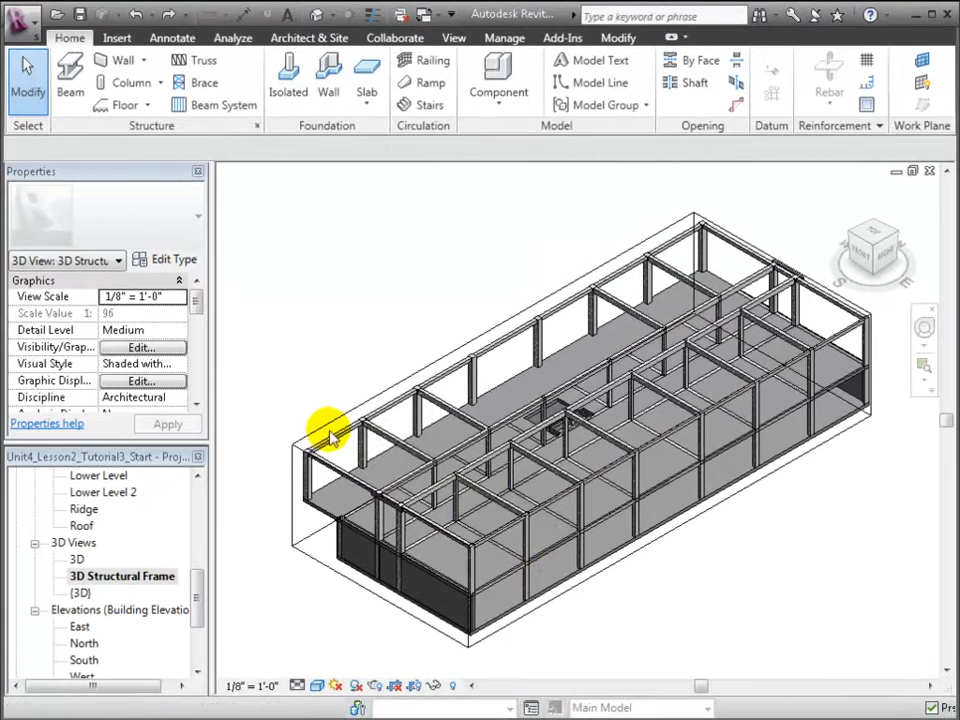 Autodesk Revit...
Type a keyword or phrase
Home Insert Annotate Analyze Architect & Site Collaborate View Manage Add-Ins Modify
Modify
Select
Beam
Wall
Column
Floor
Truss
Brace
Beam System
Structure
Isolated
Wall
Slab
Foundation
Railing
Ramp
Stairs
Circulation
Component
Model Text
Model Line
Model Group
Model
By Face
Shaft
Opening
Datum
Rebar
Reinforcement
Work Plane
Properties
3D View: 3D Structu
Edit Type
Graphics
View Scale 1/8" = 1'-0"
Scale Value 1: 96
Detail Level Medium
Visibility/Grap... Edit...
Visual Style Shaded with...
Graphic Displ... Edit...
Discipline Architectural
Properties help Apply
Unit4_Lesson2_Tutorial3_Start - Proj...
Lower Level
Lower Level 2
Ridge
Roof
3D Views
3D
3D Structural Frame
{3D}
Elevations (Building Elevatio
East
North
South
West
TOP
FRONT
RIGHT
S
1/8" = 1'-0"
Main Model
Pre